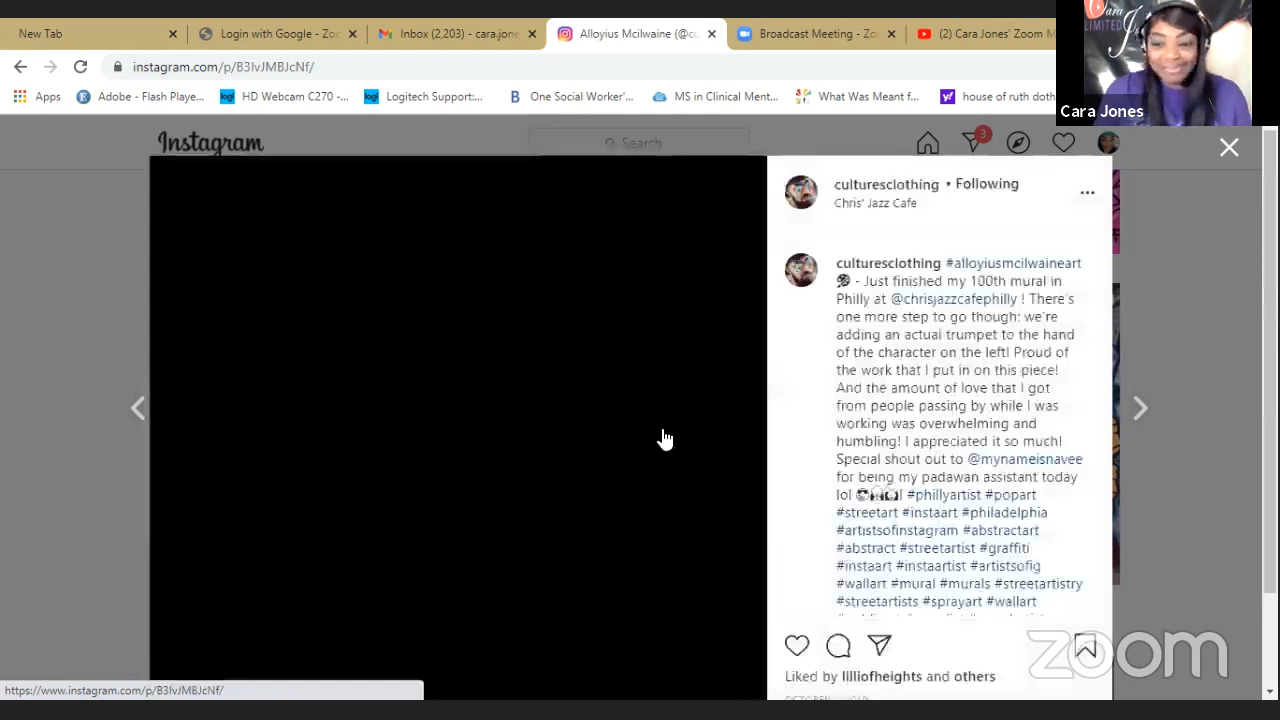 New Tab
Login with Google - Zo
Inbox (2,203) - cara.jone
Alloyius Mcilwaine (@cu
Broadcast Meeting - Zo
(2) Cara Jones' Zoom M
instagram.com/p/B3lvJMBJcNf/
Apps
Adobe - Flash Playe...
HD Webcam C270 -...
Logitech Support:...
One Social Worker'...
MS in Clinical Ment...
What Was Meant f...
house of ruth doth
LIMITED
Cara Jones
Instagram
Search
3
culturesclothing • Following
Chris' Jazz Cafe
culturesclothing #alloyiusmcilwaineart
- Just finished my 100th mural in
Philly at @chrisjazzcafephilly ! There's
one more step to go though: we're
adding an actual trumpet to the hand
of the character on the left! Proud of
the work that I put in on this piece!
And the amount of love that I got
from people passing by while I was
working was overwhelming and
humbling! I appreciated it so much!
Special shout out to @mynameisnavee
for being my padawan assistant today
lol ! #phillyartist #popart
#streetart #instaart #philadelphia
#artistsofinstagram #abstractart
#abstract #streetartist #graffiti
#instaart #instaartist #artistsofig
#wallart #mural #murals #streetartistry
#streetartists #sprayart #wallart
Liked by lilliofheights and others
zoom
https://www.instagram.com/p/B3lvJMBJcNf/